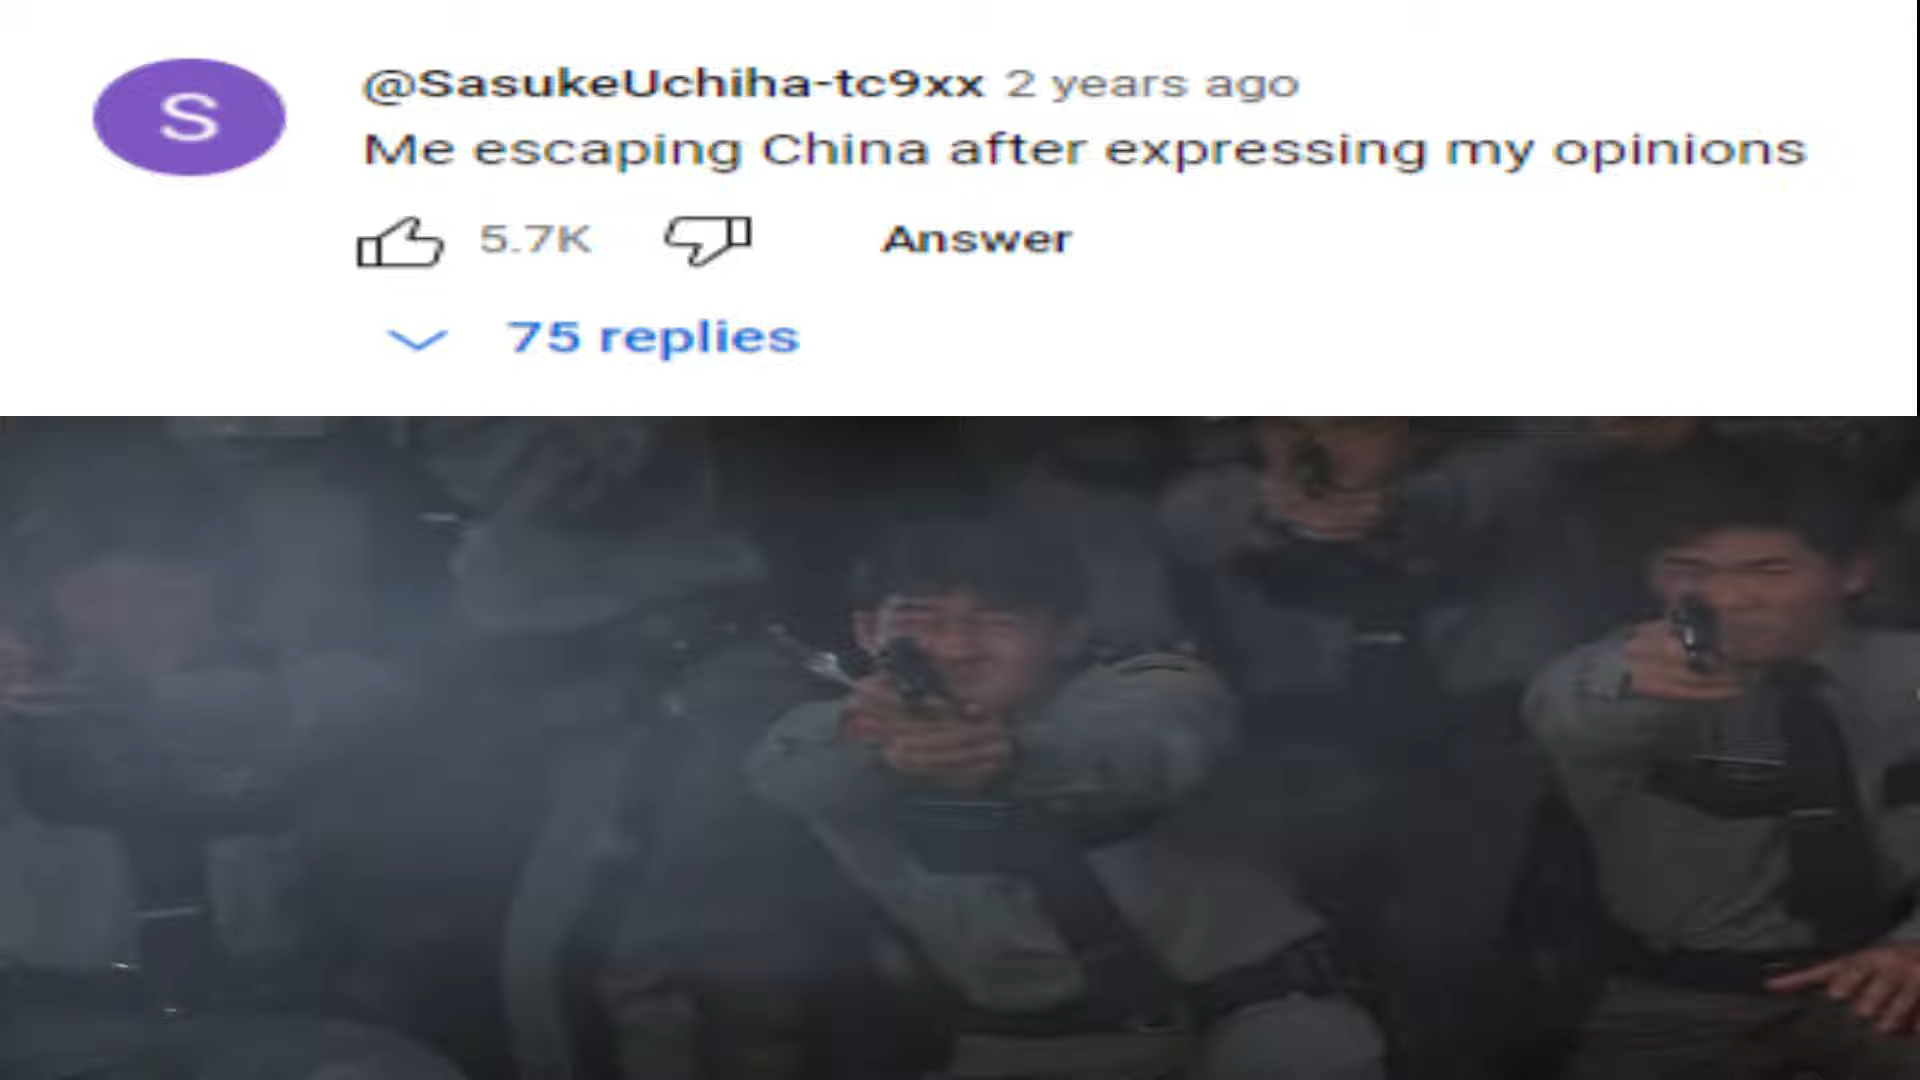 S
@SasukeUchiha-tc9xx 2 years ago
Me escaping China after expressing my opinions
5.7K Answer
75 replies